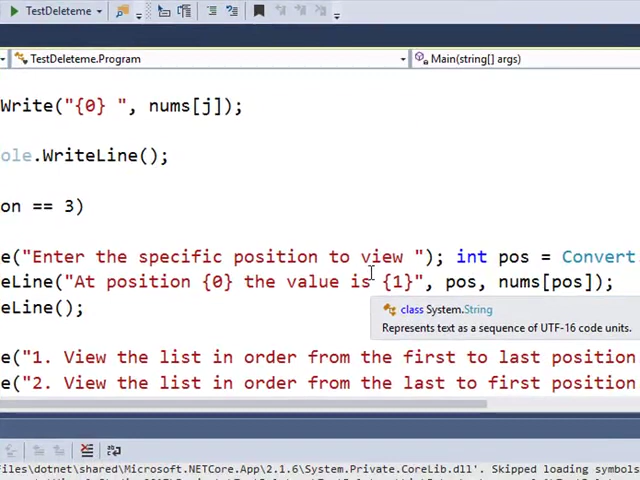 TestDeleteme
TestDeleteme.Program Main(string[] args)
Write("{0} ", nums[j]);
ole.WriteLine();
on == 3)
e("Enter the specific position to view "); int pos = Convert
eLine("At position {0} the value is {1}", pos, nums[pos]);
eLine();
class System.String
Represents text as a sequence of UTF-16 code units.
e("1. View the list in order from the first to last position
e("2. View the list in order from the last to first position
Files\dotnet\shared\Microsoft.NETCore.App\2.1.6\System.Private.CoreLib.dll'. Skipped loading symbols